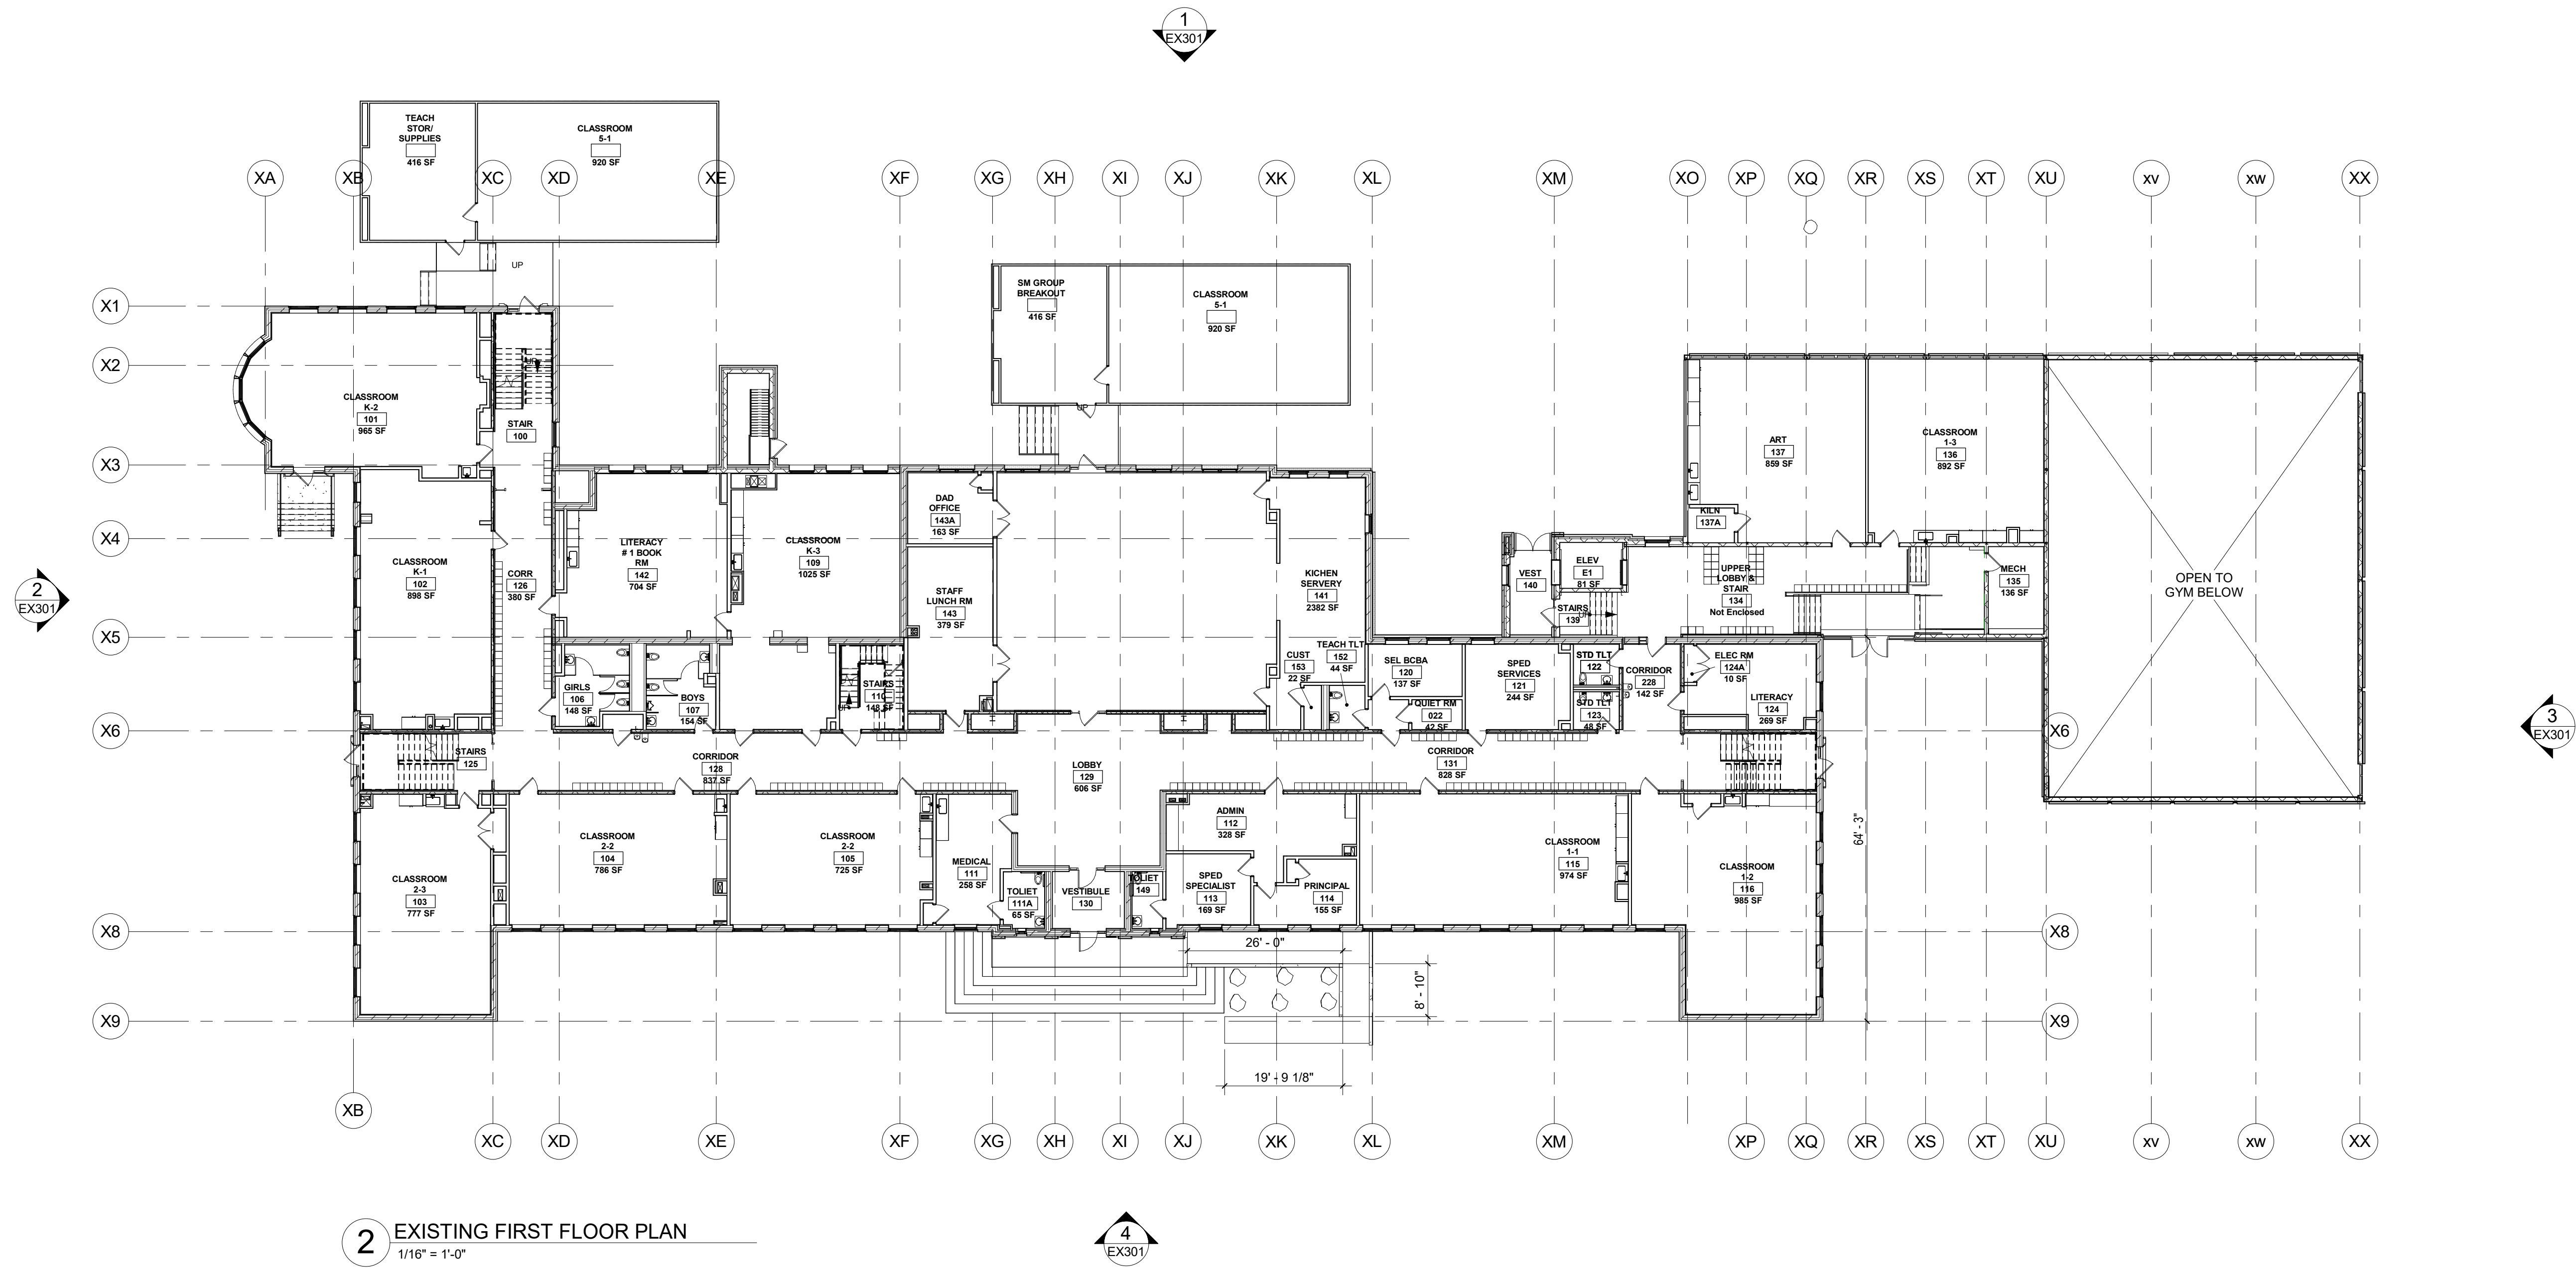 1
EX301
TEACH
STOR/
SUPPLIES
416 SF
CLASSROOM
5-1
920 SF
XA
XB
XC
XD
XE
XF
XG
XH
XI
XJ
XK
XL
XM
XO
XP
XQ
XR
XS
XT
XU
xv
xw
XX
UP
SM GROUP
BREAKOUT
416 SF
CLASSROOM
5-1
920 SF
UP
X1
X2
X3
X4
X5
X6
X8
X9
2
EX301
3
EX301
CLASSROOM
K-2
101
965 SF
UP
STAIR
100
CLASSROOM
K-1
102
898 SF
CORR
126
380 SF
LITERACY
# 1 BOOK
RM
142
704 SF
CLASSROOM
K-3
109
1025 SF
DAD
OFFICE
143A
163 SF
STAFF
LUNCH RM
143
379 SF
KICHEN
SERVERY
141
2382 SF
ART
137
859 SF
KILN
137A
CLASSROOM
1-3
136
892 SF
OPEN TO
GYM BELOW
VEST
140
ELEV
E1
81 SF
STAIRS
139
UP
UPPER
LOBBY &
STAIR
134
Not Enclosed
MECH
135
136 SF
GIRLS
106
148 SF
BOYS
107
154 SF
STAIRS
110
148 SF
UP
CUST
153
22 SF
TEACH TLT
152
44 SF
SEL BCBA
120
137 SF
QUIET RM
022
42 SF
SPED
SERVICES
121
244 SF
STD TLT
122
STD TLT
123
48 SF
CORRIDOR
228
142 SF
ELEC RM
124A
10 SF
LITERACY
124
269 SF
X6
STAIRS
125
CORRIDOR
128
837 SF
LOBBY
129
606 SF
CORRIDOR
131
828 SF
CLASSROOM
2-3
103
777 SF
CLASSROOM
2-2
104
786 SF
CLASSROOM
2-2
105
725 SF
MEDICAL
111
258 SF
TOLIET
111A
65 SF
VESTIBULE
130
TOLIET
149
ADMIN
112
328 SF
SPED
SPECIALIST
113
169 SF
PRINCIPAL
114
155 SF
CLASSROOM
1-1
115
974 SF
CLASSROOM
1-2
116
985 SF
64' - 3"
X8
26' - 0"
8' - 10"
X9
19' - 9 1/8"
XB
XC
XD
XE
XF
XG
XH
XI
XJ
XK
XL
XM
XP
XQ
XR
XS
XT
XU
xv
xw
XX
2
EXISTING FIRST FLOOR PLAN
1/16" = 1'-0"
4
EX301